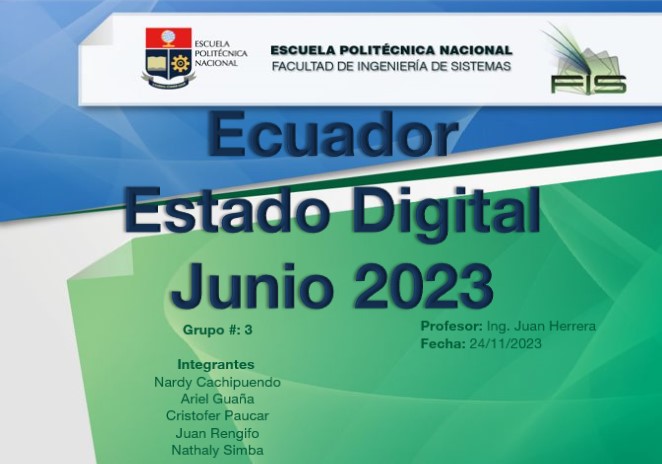 ESCUELA
POLITÉCNICA
NACIONAL
ESCUELA POLITÉCNICA NACIONAL
FACULTAD DE INGENIERÍA DE SISTEMAS
FIS
Ecuador
Estado Digital
Junio 2023
Grupo #: 3
Profesor: Ing. Juan Herrera
Fecha: 24/11/2023
Integrantes
Nardy Cachipuendo
Ariel Guaña
Cristofer Paucar
Juan Rengifo
Nathaly Simba